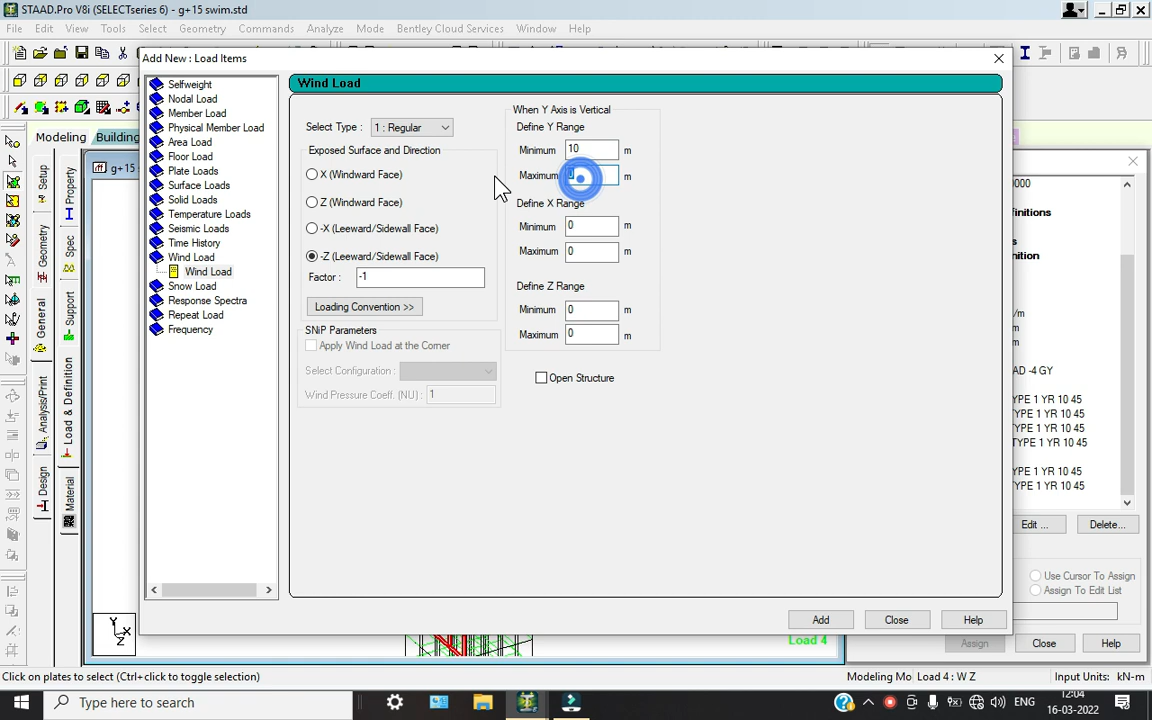 STAAD.Pro V8i (SELECTseries 6) - g+15 swim.std
File Edit View Tools Select Geometry Commands Analyze Mode Bentley Cloud Services Window Help
Add New : Load Items
Selfweight
Nodal Load
Member Load
Physical Member Load
Area Load
Floor Load
Plate Loads
Surface Loads
Solid Loads
Temperature Loads
Seismic Loads
Time History
Wind Load
Wind Load
Snow Load
Response Spectra
Repeat Load
Frequency
Wind Load
Select Type : 1 : Regular
Exposed Surface and Direction
X (Windward Face)
Z (Windward Face)
-X (Leeward/Sidewall Face)
-Z (Leeward/Sidewall Face)
Factor : -1
Loading Convention >>
SNiP Parameters
Apply Wind Load at the Corner
Select Configuration :
Wind Pressure Coeff. (NU) : 1
When Y Axis is Vertical
Define Y Range
Minimum 10 m
Maximum 0 m
Define X Range
Minimum 0 m
Maximum 0 m
Define Z Range
Minimum 0 m
Maximum 0 m
Open Structure
Add Close Help
Modeling Building
g+15
Setup
Geometry
General
Analysis/Print
Design
Property
Spec
Support
Load & Definition
Material
0000
initions
s
nition
/m
m
m
AD -4 GY
YPE 1 YR 10 45
YPE 1 YR 10 45
TYPE 1 YR 10 45
TYPE 1 YR 10 45
YPE 1 YR 10 45
YPE 1 YR 10 45
Edit ... Delete...
Use Cursor To Assign
Assign To Edit List
Assign Close Help
Y
X
Z
Load 4
Click on plates to select (Ctrl+click to toggle selection) Modeling Mo Load 4 : W Z Input Units: kN-m
Type here to search
ENG
12:04
16-03-2022